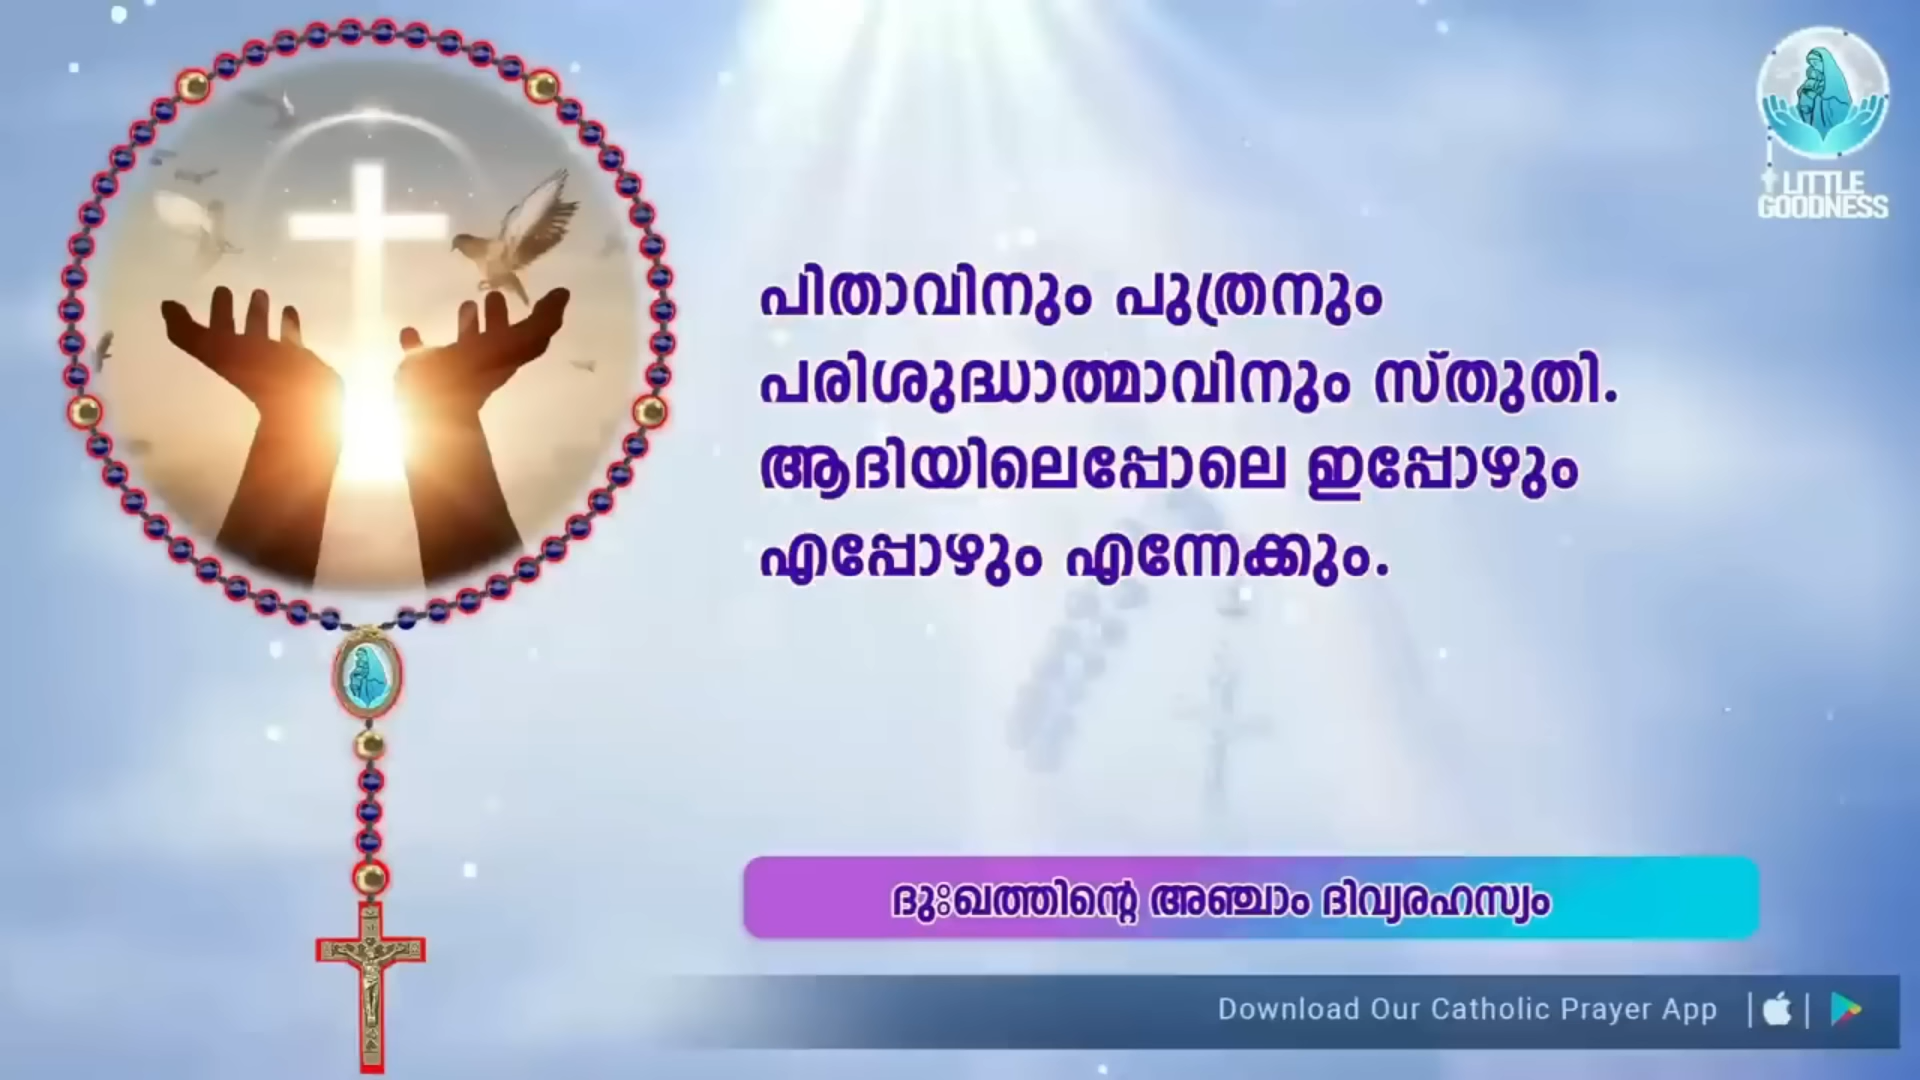 LITTLE
GOODNESS
പിതാവിനും പുത്രനും
പരിശുദ്ധാത്മാവിനും സ്തുതി.
ആദിയിലെപ്പോലെ ഇപ്പോഴും
എപ്പോഴും എന്നേക്കും.
ദുഃഖത്തിന്റെ അഞ്ചാം ദിവ്യരഹസ്യം
Download Our Catholic Prayer App